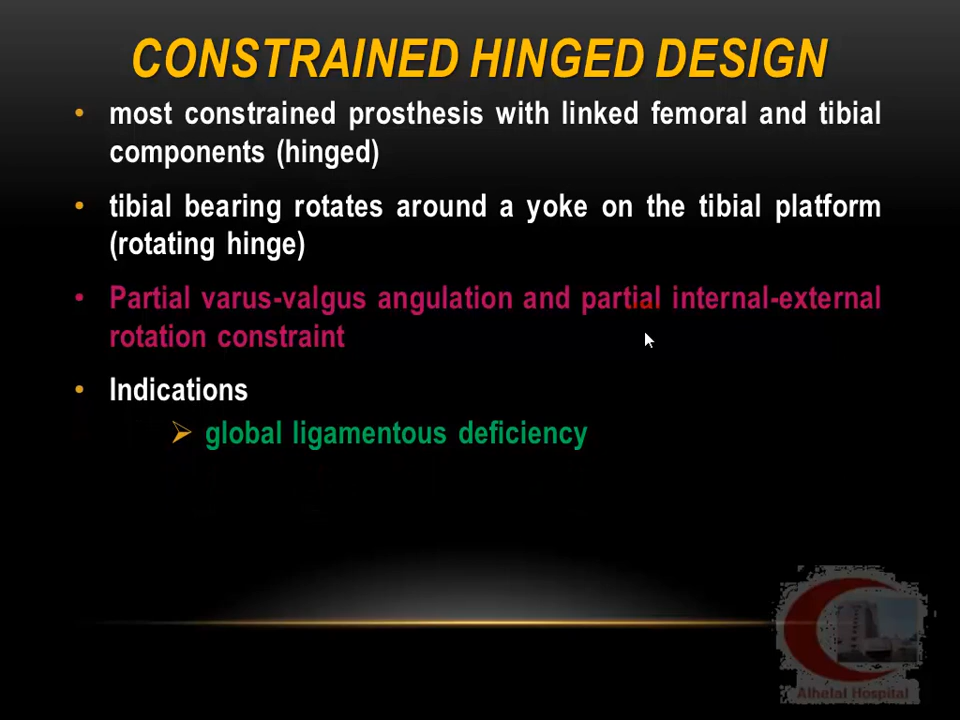 CONSTRAINED HINGED DESIGN
• most constrained prosthesis with linked femoral and tibial
components (hinged)
• tibial bearing rotates around a yoke on the tibial platform
(rotating hinge)
• Partial varus-valgus angulation and partial internal-external
rotation constraint
• Indications
➢ global ligamentous deficiency
Alhelal Hospital